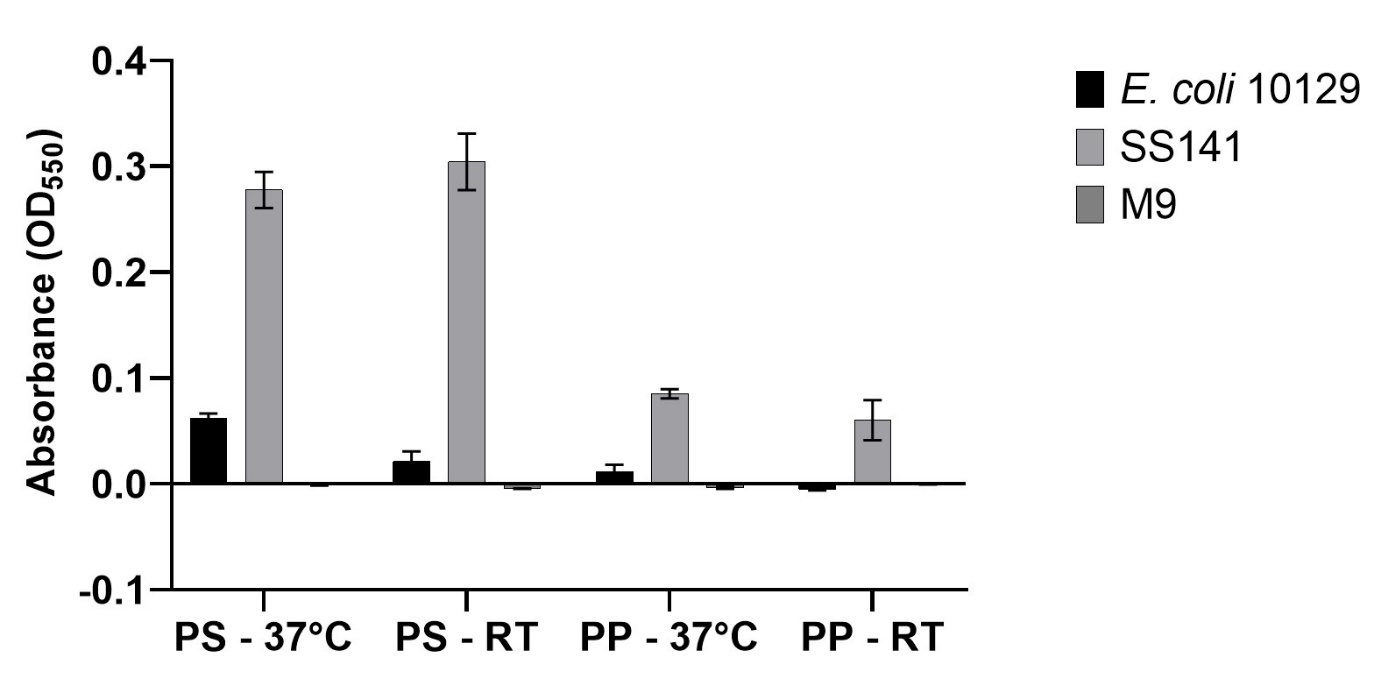 0.4
0.3
0.2
0.1
0.0
-0.1
Absorbance (OD550)
PS - 37°C
PS - RT
PP - 37°C
PP - RT
E. coli 10129
SS141
M9